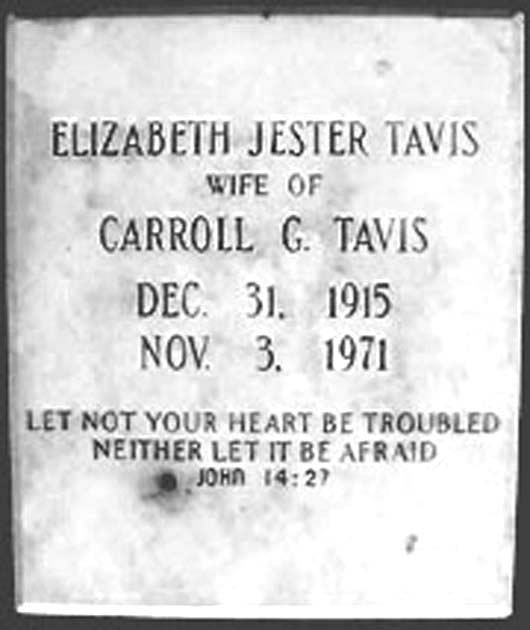 ELIZABETH JESTER TAVIS
WIFE OF
CARROLL G. TAVIS
DEC. 31, 1915
NOV. 3, 1971
LET NOT YOUR HEART BE TROUBLED
NEITHER LET IT BE AFRAID
JOHN 14:27